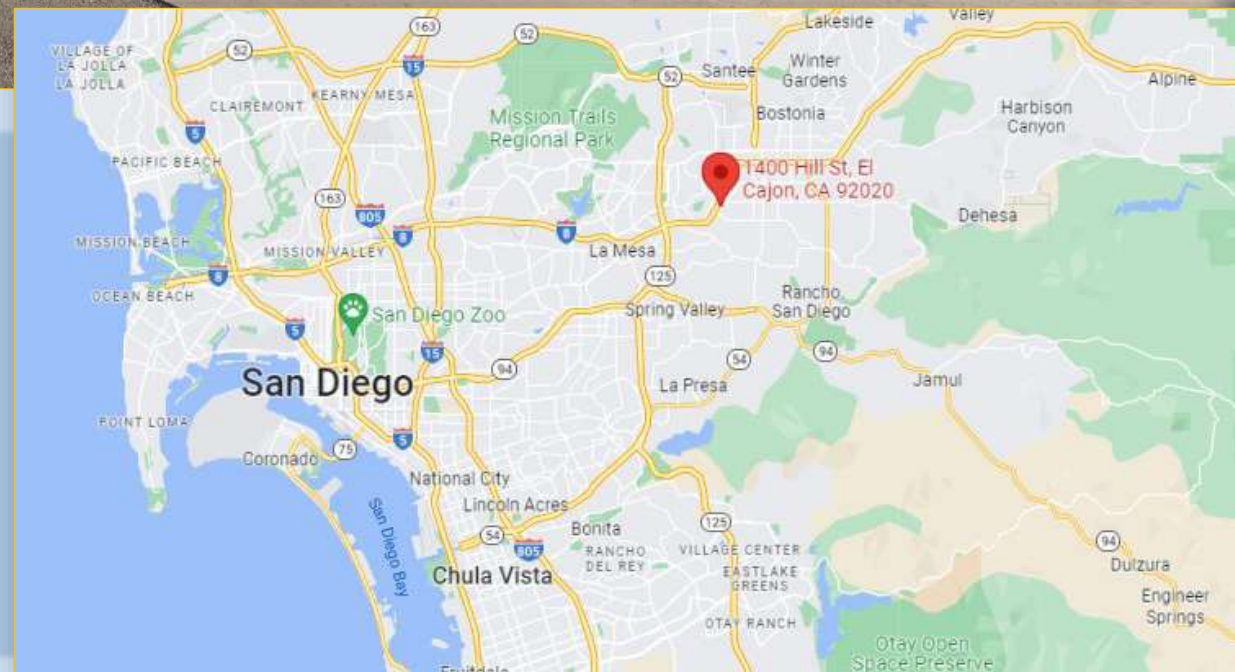 163
Lakeside
Valley
52
52
VILLAGE OF
LA JOLLA
LA JOLLA
15
52
Santee
Winter
Gardens
Alpine
KEARNY MESA
CLAIREMONT
Mission Trails
Regional Park
Bostonia
Harbison
Canyon
5
PACIFIC BEACH
1400 Hill St, El
Cajon, CA 92020
163
805
8
8
Dehesa
MISSION BEACH
MISSION VALLEY
La Mesa
8
125
OCEAN BEACH
Rancho
San Diego
San Diego Zoo
Spring Valley
5
15
94
54
94
San Diego
La Presa
Jamul
POINT LOMA
5
75
Coronado
National City
Lincoln Acres
San Diego Bay
Bonita
125
54
805
RANCHO
DEL REY
VILLAGE CENTER
EASTLAKE
GREENS
94
Dulzura
Chula Vista
Engineer
Springs
OTAY RANCH
Otay Open
Space Preserve